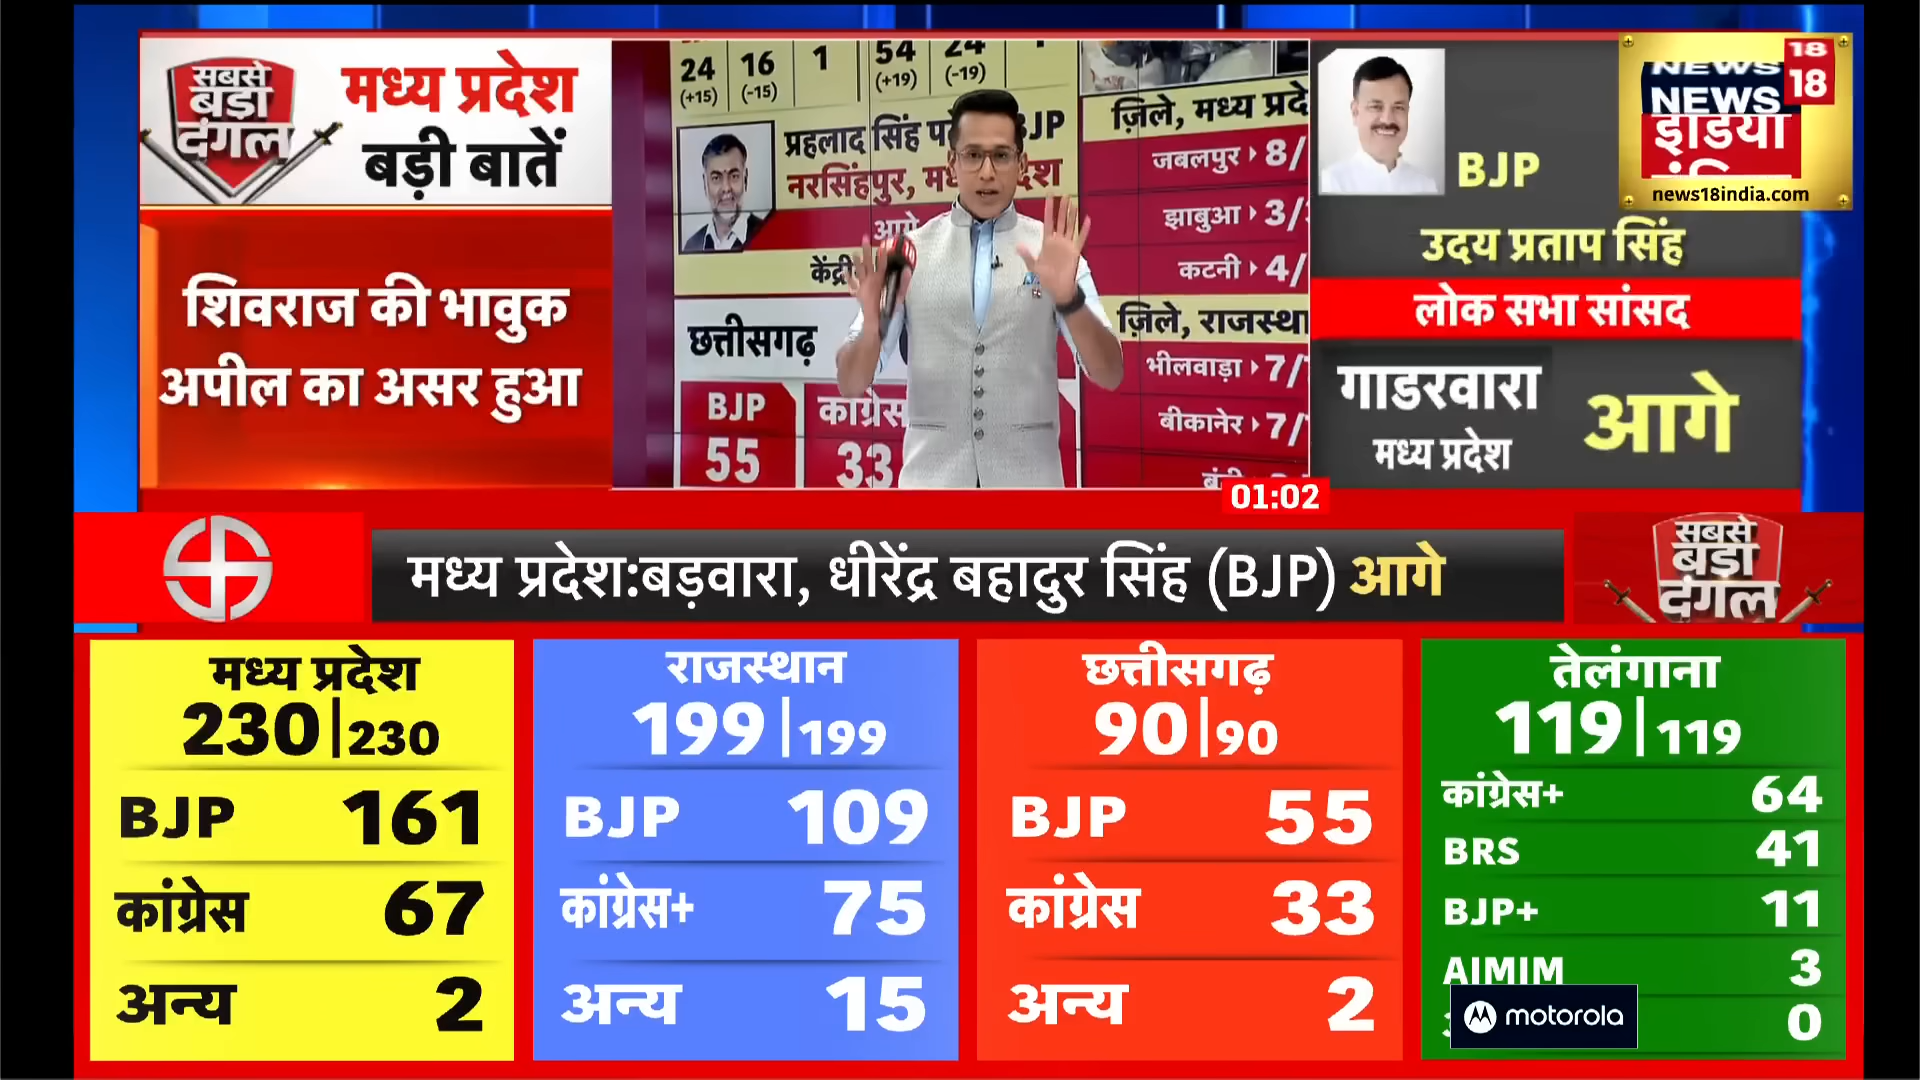 सबसे
बड़ा
दंगल
मध्य प्रदेश
बड़ी बातें
शिवराज की भावुक
अपील का असर हुआ
24
16
1
54
24
(+15)
(-15)
(+19)
(-19)
प्रहलाद सिंह
BJP
नरसिंहपुर,
आगे
छत्तीसगढ़
BJP
कांग्रेस
55
33
ज़िले, मध्य प्रदे
जबलपुर 8/
झाबुआ 3/
कटनी 4/
ज़िले, राजस्था
भीलवाड़ा 7/
बीकानेर 7/
01:02
BJP
उदय प्रताप सिंह
लोक सभा सांसद
गाडरवारा
मध्य प्रदेश
आगे
18
18
NEWS
NEWS
इंडिया
news18india.com
मध्य प्रदेश:बड़वारा, धीरेंद्र बहादुर सिंह (BJP) आगे
सबसे
बड़ा
दंगल
मध्य प्रदेश
230|230
BJP 161
कांग्रेस 67
अन्य 2
राजस्थान
199|199
BJP 109
कांग्रेस+ 75
अन्य 15
छत्तीसगढ़
90|90
BJP 55
कांग्रेस 33
अन्य 2
तेलंगाना
119|119
कांग्रेस+ 64
BRS 41
BJP+ 11
AIMIM 3
0
motorola